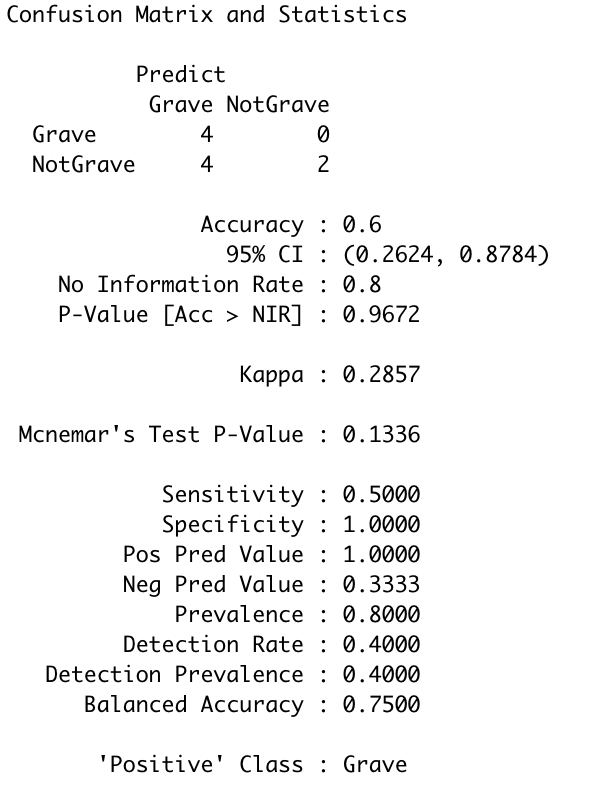 Confusion Matrix and Statistics
Predict
Grave NotGrave
Grave 4 0
NotGrave 4 2
Accuracy : 0.6
95% CI : (0.2624, 0.8784)
No Information Rate : 0.8
P-Value [Acc > NIR] : 0.9672
Kappa : 0.2857
Mcnemar's Test P-Value : 0.1336
Sensitivity : 0.5000
Specificity : 1.0000
Pos Pred Value : 1.0000
Neg Pred Value : 0.3333
Prevalence : 0.8000
Detection Rate : 0.4000
Detection Prevalence : 0.4000
Balanced Accuracy : 0.7500
'Positive' Class : Grave